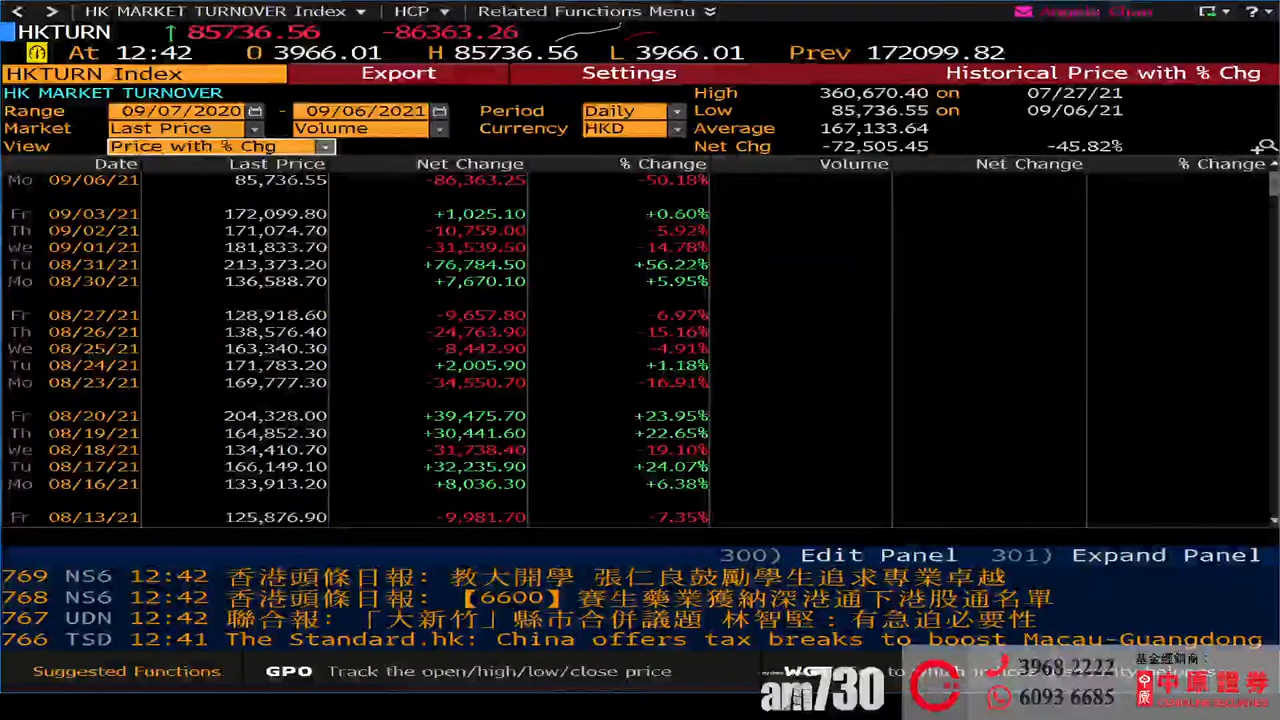 < > HK MARKET TURNOVER Index HCP Related Functions Menu
HKTURN ↑ 85736.56 -86363.26
At 12:42 O 3966.01 H 85736.56 L 3966.01 Prev 172099.82
HKTURN Index Export Settings Historical Price with % Chg
HK MARKET TURNOVER High 360,670.40 on 07/27/21
Range 09/07/2020 - 09/06/2021 Period Daily Low 85,736.55 on 09/06/21
Market Last Price Volume Currency HKD Average 167,133.64
View Price with % Chg Net Chg -72,505.45 -45.82%
Date Last Price Net Change % Change Volume Net Change % Change
Mo 09/06/21 85,736.55 -86,363.25 -50.18%
Fr 09/03/21 172,099.80 +1,025.10 +0.60%
Th 09/02/21 171,074.70 -10,759.00 -5.92%
We 09/01/21 181,833.70 -31,539.50 -14.78%
Tu 08/31/21 213,373.20 +76,784.50 +56.22%
Mo 08/30/21 136,588.70 +7,670.10 +5.95%
Fr 08/27/21 128,918.60 -9,657.80 -6.97%
Th 08/26/21 138,576.40 -24,763.90 -15.16%
We 08/25/21 163,340.30 -8,442.90 -4.91%
Tu 08/24/21 171,783.20 +2,005.90 +1.18%
Mo 08/23/21 169,777.30 -34,550.70 -16.91%
Fr 08/20/21 204,328.00 +39,475.70 +23.95%
Th 08/19/21 164,852.30 +30,441.60 +22.65%
We 08/18/21 134,410.70 -31,738.40 -19.10%
Tu 08/17/21 166,149.10 +32,235.90 +24.07%
Mo 08/16/21 133,913.20 +8,036.30 +6.38%
Fr 08/13/21 125,876.90 -9,981.70 -7.35%
300) Edit Panel 301) Expand Panel
769 NS6 12:42 香港頭條日報: 教大開學 張仁良鼓勵學生追求專業卓越
768 NS6 12:42 香港頭條日報: 【6600】賽生藥業獲納深港通下港股通名單
767 UDN 12:42 聯合報: 「大新竹」縣市合併議題 林智堅：有急迫必要性
766 TSD 12:41 The Standard.hk: China offers tax breaks to boost Macau-Guangdong
Suggested Functions GPO Track the open/high/low/close price
am730
3968 2222
6093 6685
基金經銷商：
中原證券